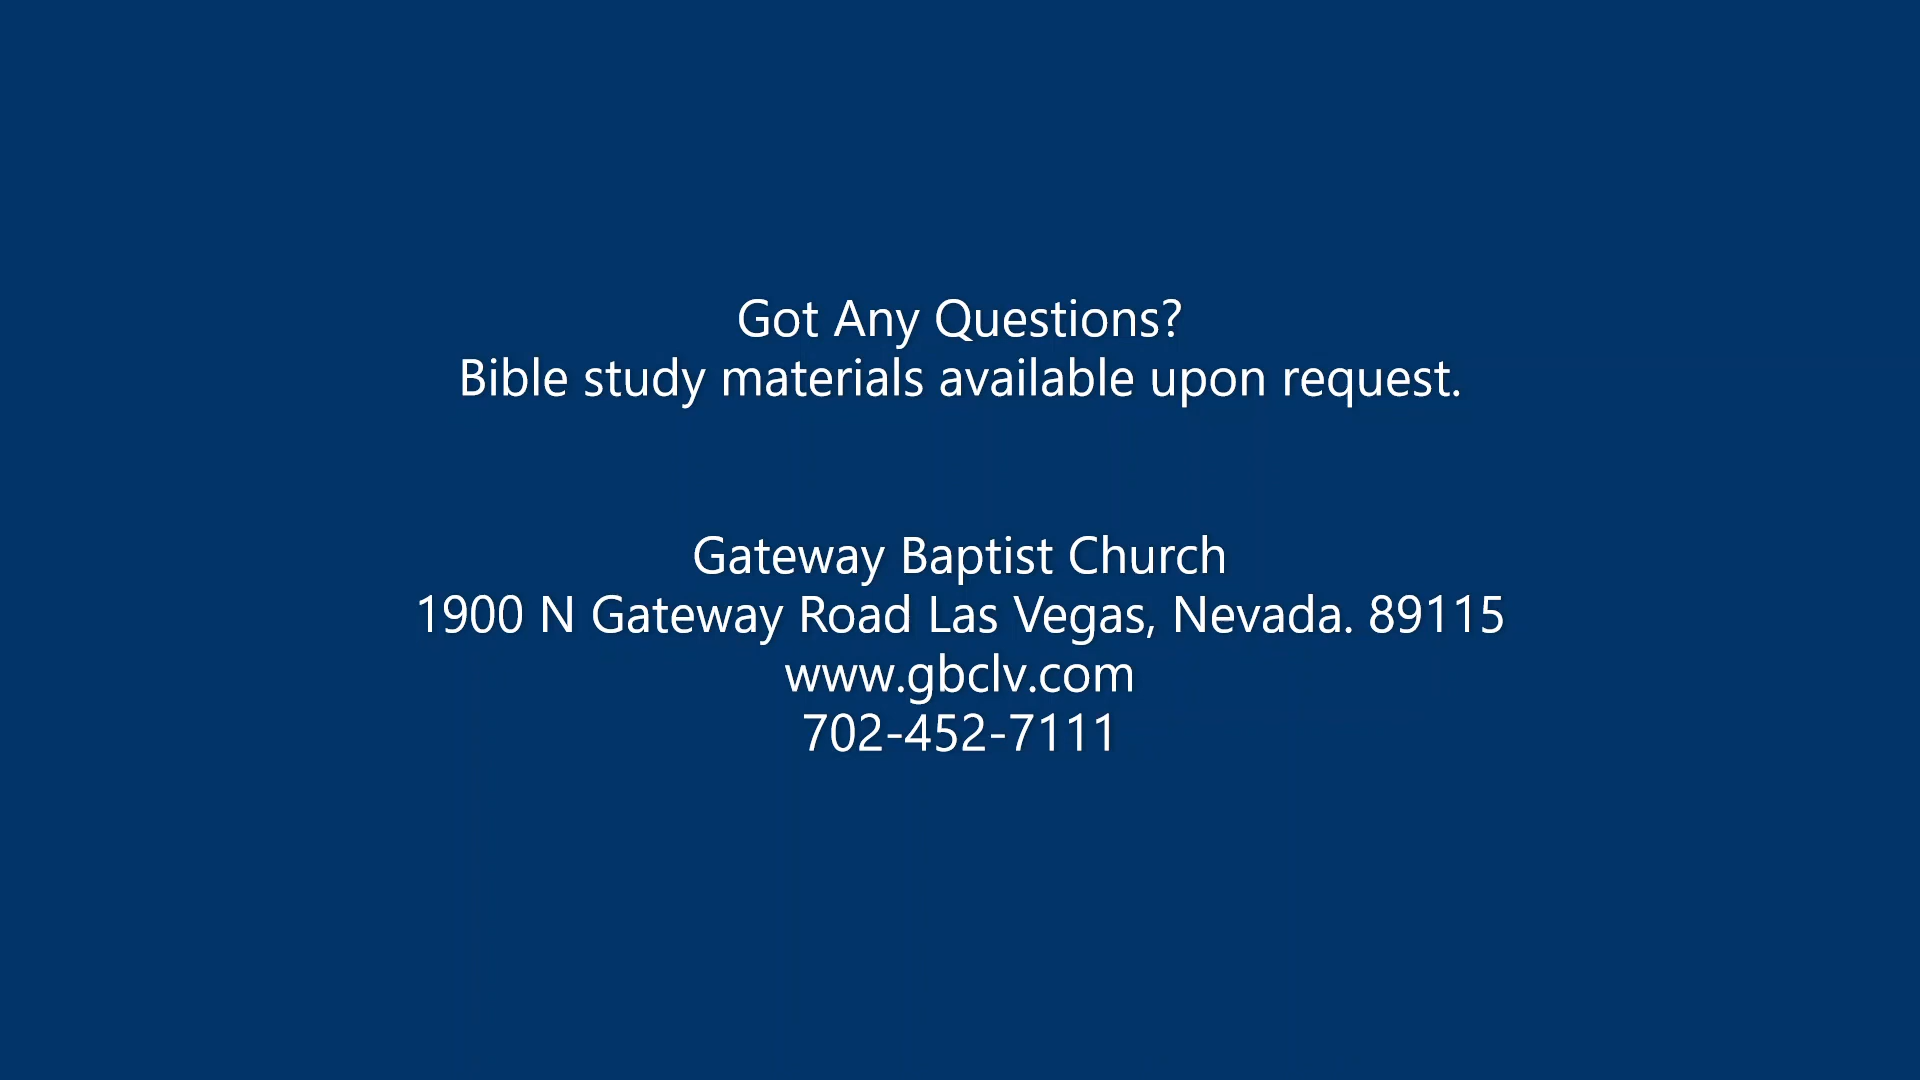 Got Any Questions?
Bible study materials available upon request.
Gateway Baptist Church
1900 N Gateway Road Las Vegas, Nevada. 89115
www.gbclv.com
702-452-7111